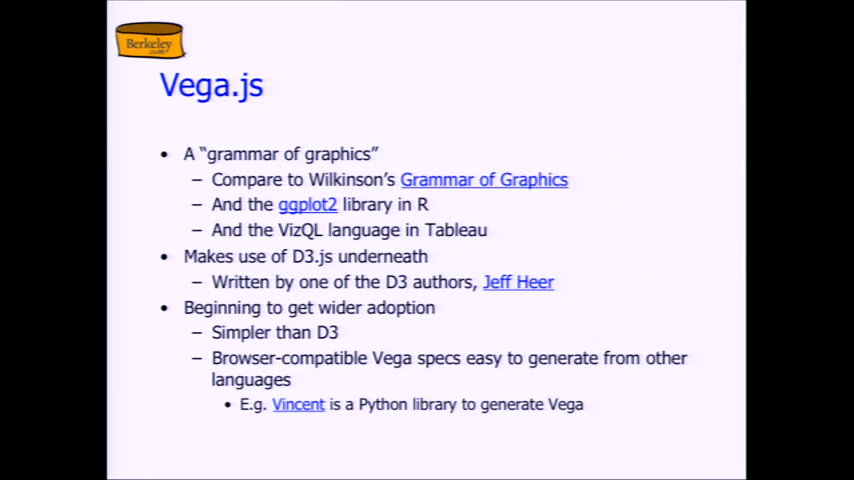 Berkeley
Vega.js
• A “grammar of graphics”
– Compare to Wilkinson’s Grammar of Graphics
– And the ggplot2 library in R
– And the VizQL language in Tableau
• Makes use of D3.js underneath
– Written by one of the D3 authors, Jeff Heer
• Beginning to get wider adoption
– Simpler than D3
– Browser-compatible Vega specs easy to generate from other
languages
• E.g. Vincent is a Python library to generate Vega